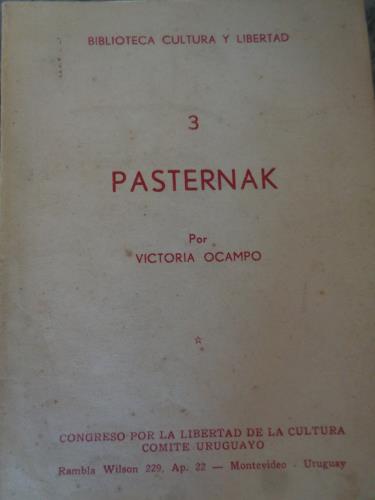 BIBLIOTECA CULTURA Y LIBERTAD
3
PASTERNAK
Por
VICTORIA OCAMPO
CONGRESO POR LA LIBERTAD DE LA CULTURA
COMITE URUGUAYO
Rambla Wilson 229, Ap. 22 — Montevideo - Uruguay